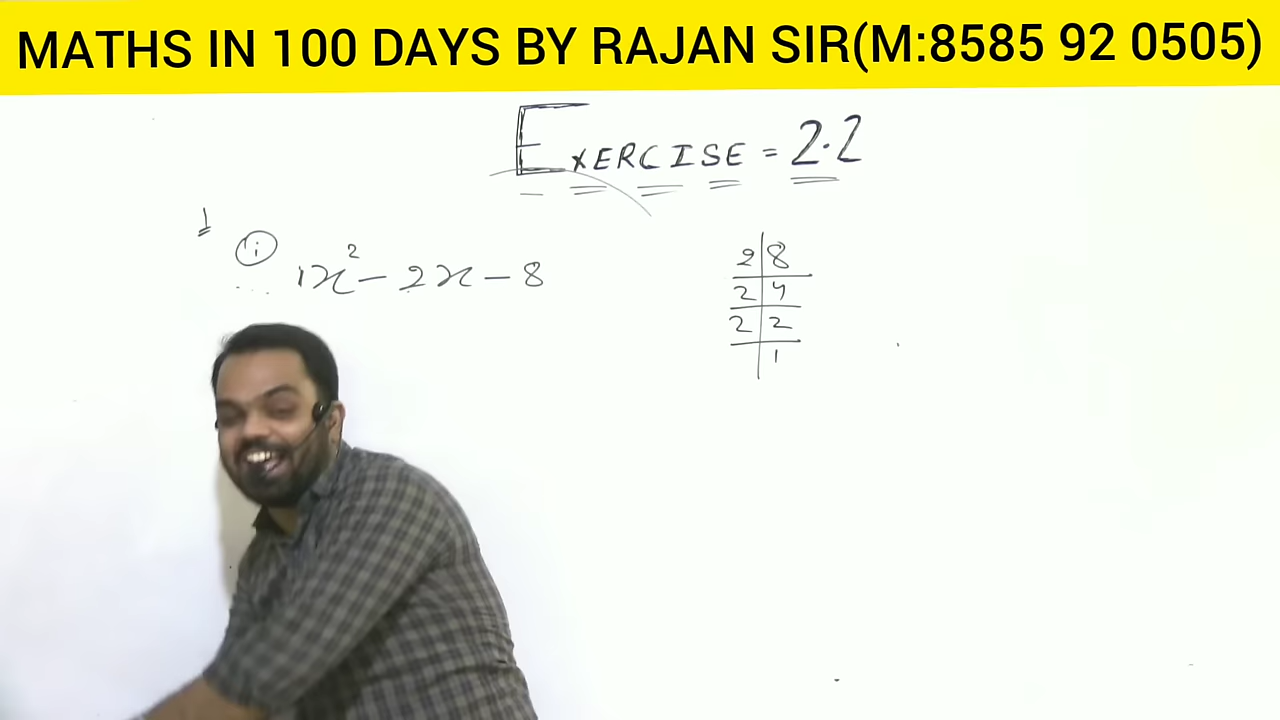 MATHS IN 100 DAYS BY RAJAN SIR(M:8585 92 0505)
EXERCISE = 2.2
1
i 1x² - 2x - 8
2 | 8
2 | 4
2 | 2
| 1